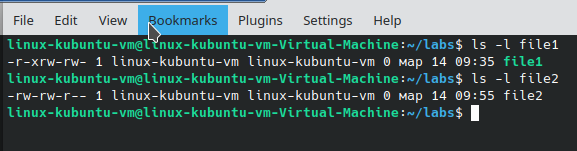 File Edit View Bookmarks Plugins Settings Help
linux-kubuntu-vm@linux-kubuntu-vm-Virtual-Machine:~/labs$ ls -l file1
-r-xrw-rw- 1 linux-kubuntu-vm linux-kubuntu-vm 0 мар 14 09:35 file1
linux-kubuntu-vm@linux-kubuntu-vm-Virtual-Machine:~/labs$ ls -l file2
-rw-rw-r-- 1 linux-kubuntu-vm linux-kubuntu-vm 0 мар 14 09:55 file2
linux-kubuntu-vm@linux-kubuntu-vm-Virtual-Machine:~/labs$